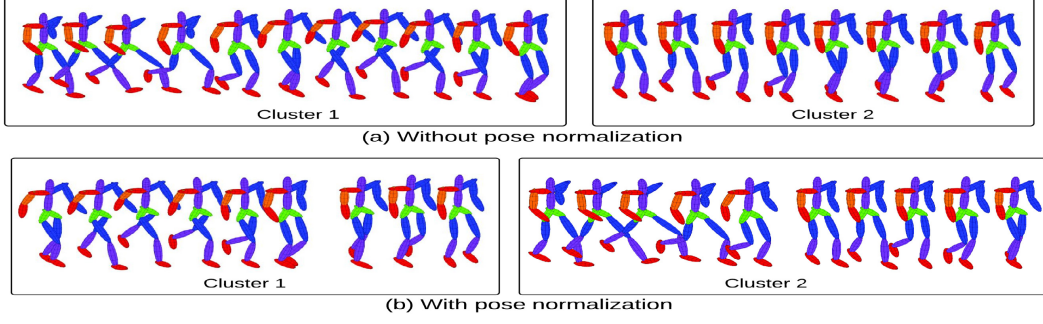 Cluster 1
Cluster 2
(a) Without pose normalization
Cluster 1
Cluster 2
(b) With pose normalization